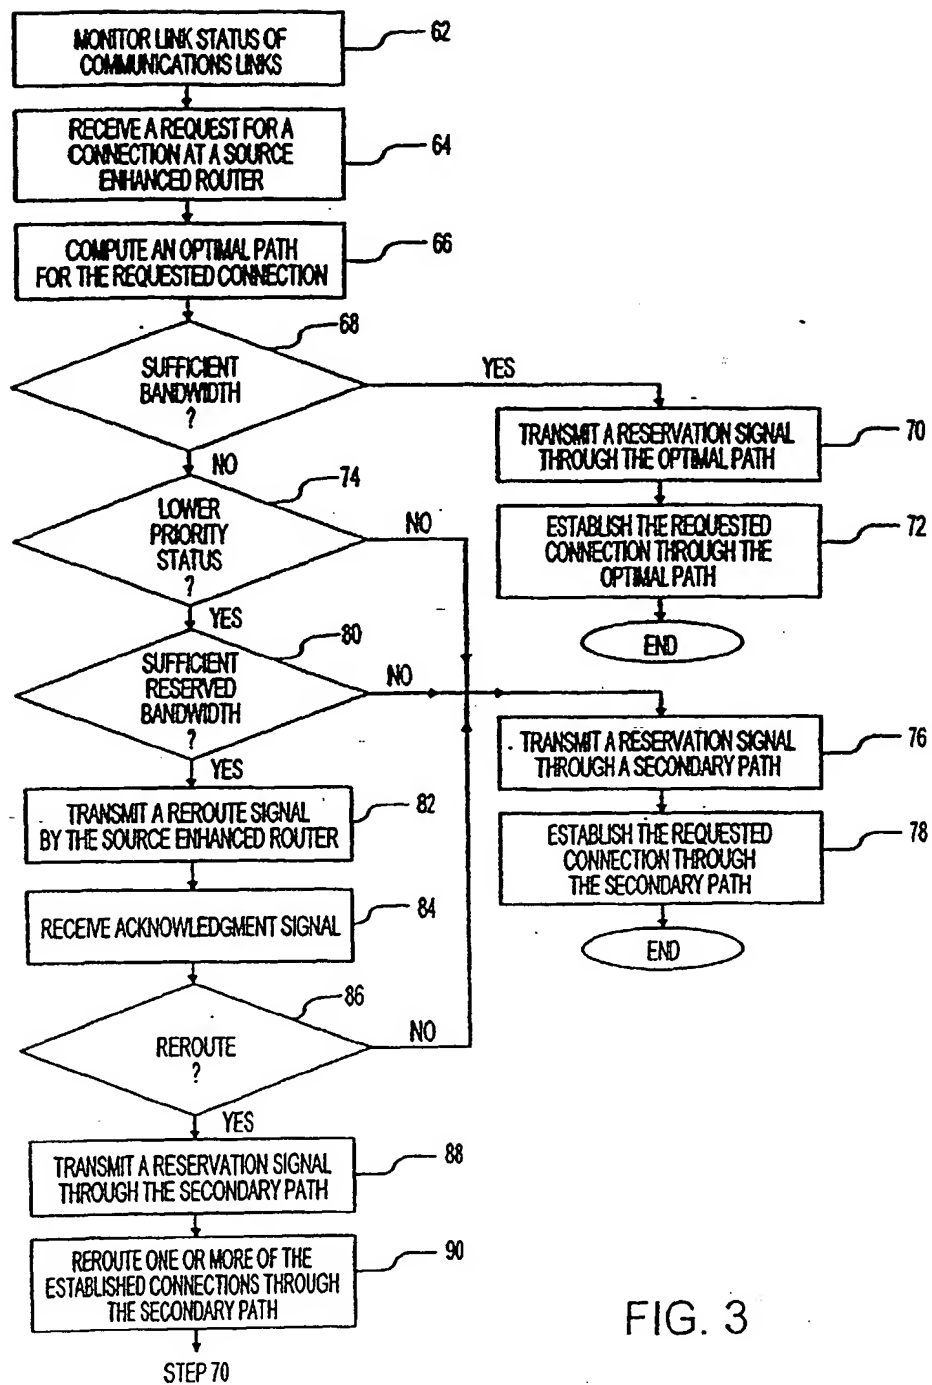 MONITOR LINK STATUS OF
COMMUNICATIONS LINKS
62
RECEIVE A REQUEST FOR A
CONNECTION AT A SOURCE
ENHANCED ROUTER
64
COMPUTE AN OPTIMAL PATH
FOR THE REQUESTED CONNECTION
66
68
SUFFICIENT
BANDWIDTH
?
YES
NO
TRANSMIT A RESERVATION SIGNAL
THROUGH THE OPTIMAL PATH
70
ESTABLISH THE REQUESTED
CONNECTION THROUGH THE
OPTIMAL PATH
72
END
74
LOWER
PRIORITY
STATUS
?
NO
YES
80
SUFFICIENT
RESERVED
BANDWIDTH
?
NO
YES
TRANSMIT A RESERVATION SIGNAL
THROUGH A SECONDARY PATH
76
ESTABLISH THE REQUESTED
CONNECTION THROUGH
THE SECONDARY PATH
78
END
TRANSMIT A REROUTE SIGNAL
BY THE SOURCE ENHANCED ROUTER
82
RECEIVE ACKNOWLEDGMENT SIGNAL
84
86
REROUTE
?
NO
YES
TRANSMIT A RESERVATION SIGNAL
THROUGH THE SECONDARY PATH
88
REROUTE ONE OR MORE OF THE
ESTABLISHED CONNECTIONS THROUGH
THE SECONDARY PATH
90
STEP 70
FIG. 3